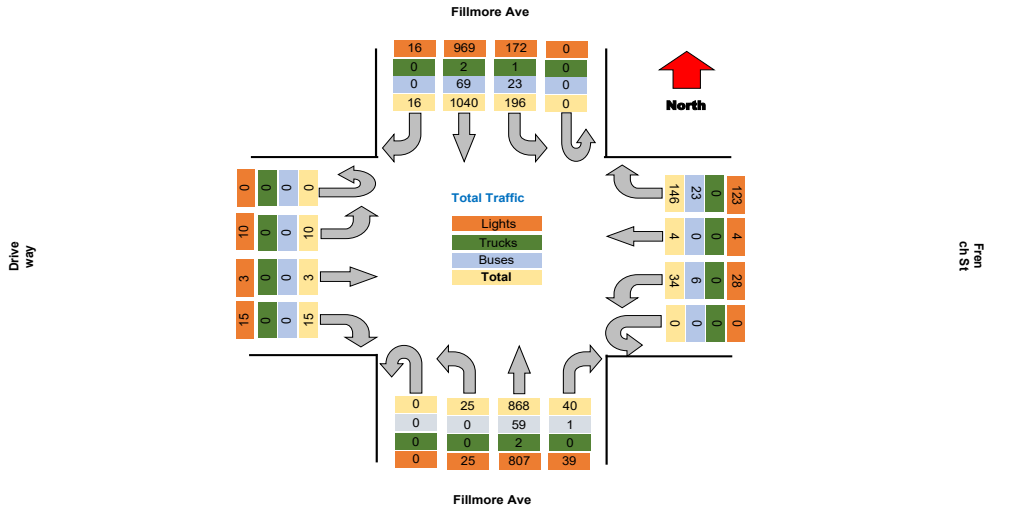 Fillmore Ave
16 969 172 0
0 2 1 0
0 69 23 0
16 1040 196 0
North
0 0 0 0
10 0 0 10
3 0 0 3
15 0 0 15
Drive
way
Total Traffic
Lights
Trucks
Buses
Total
146 23 0 123
4 0 0 4
34 6 0 28
0 0 0 0
Fren
ch St
0 25 868 40
0 0 59 1
0 0 2 0
0 25 807 39
Fillmore Ave